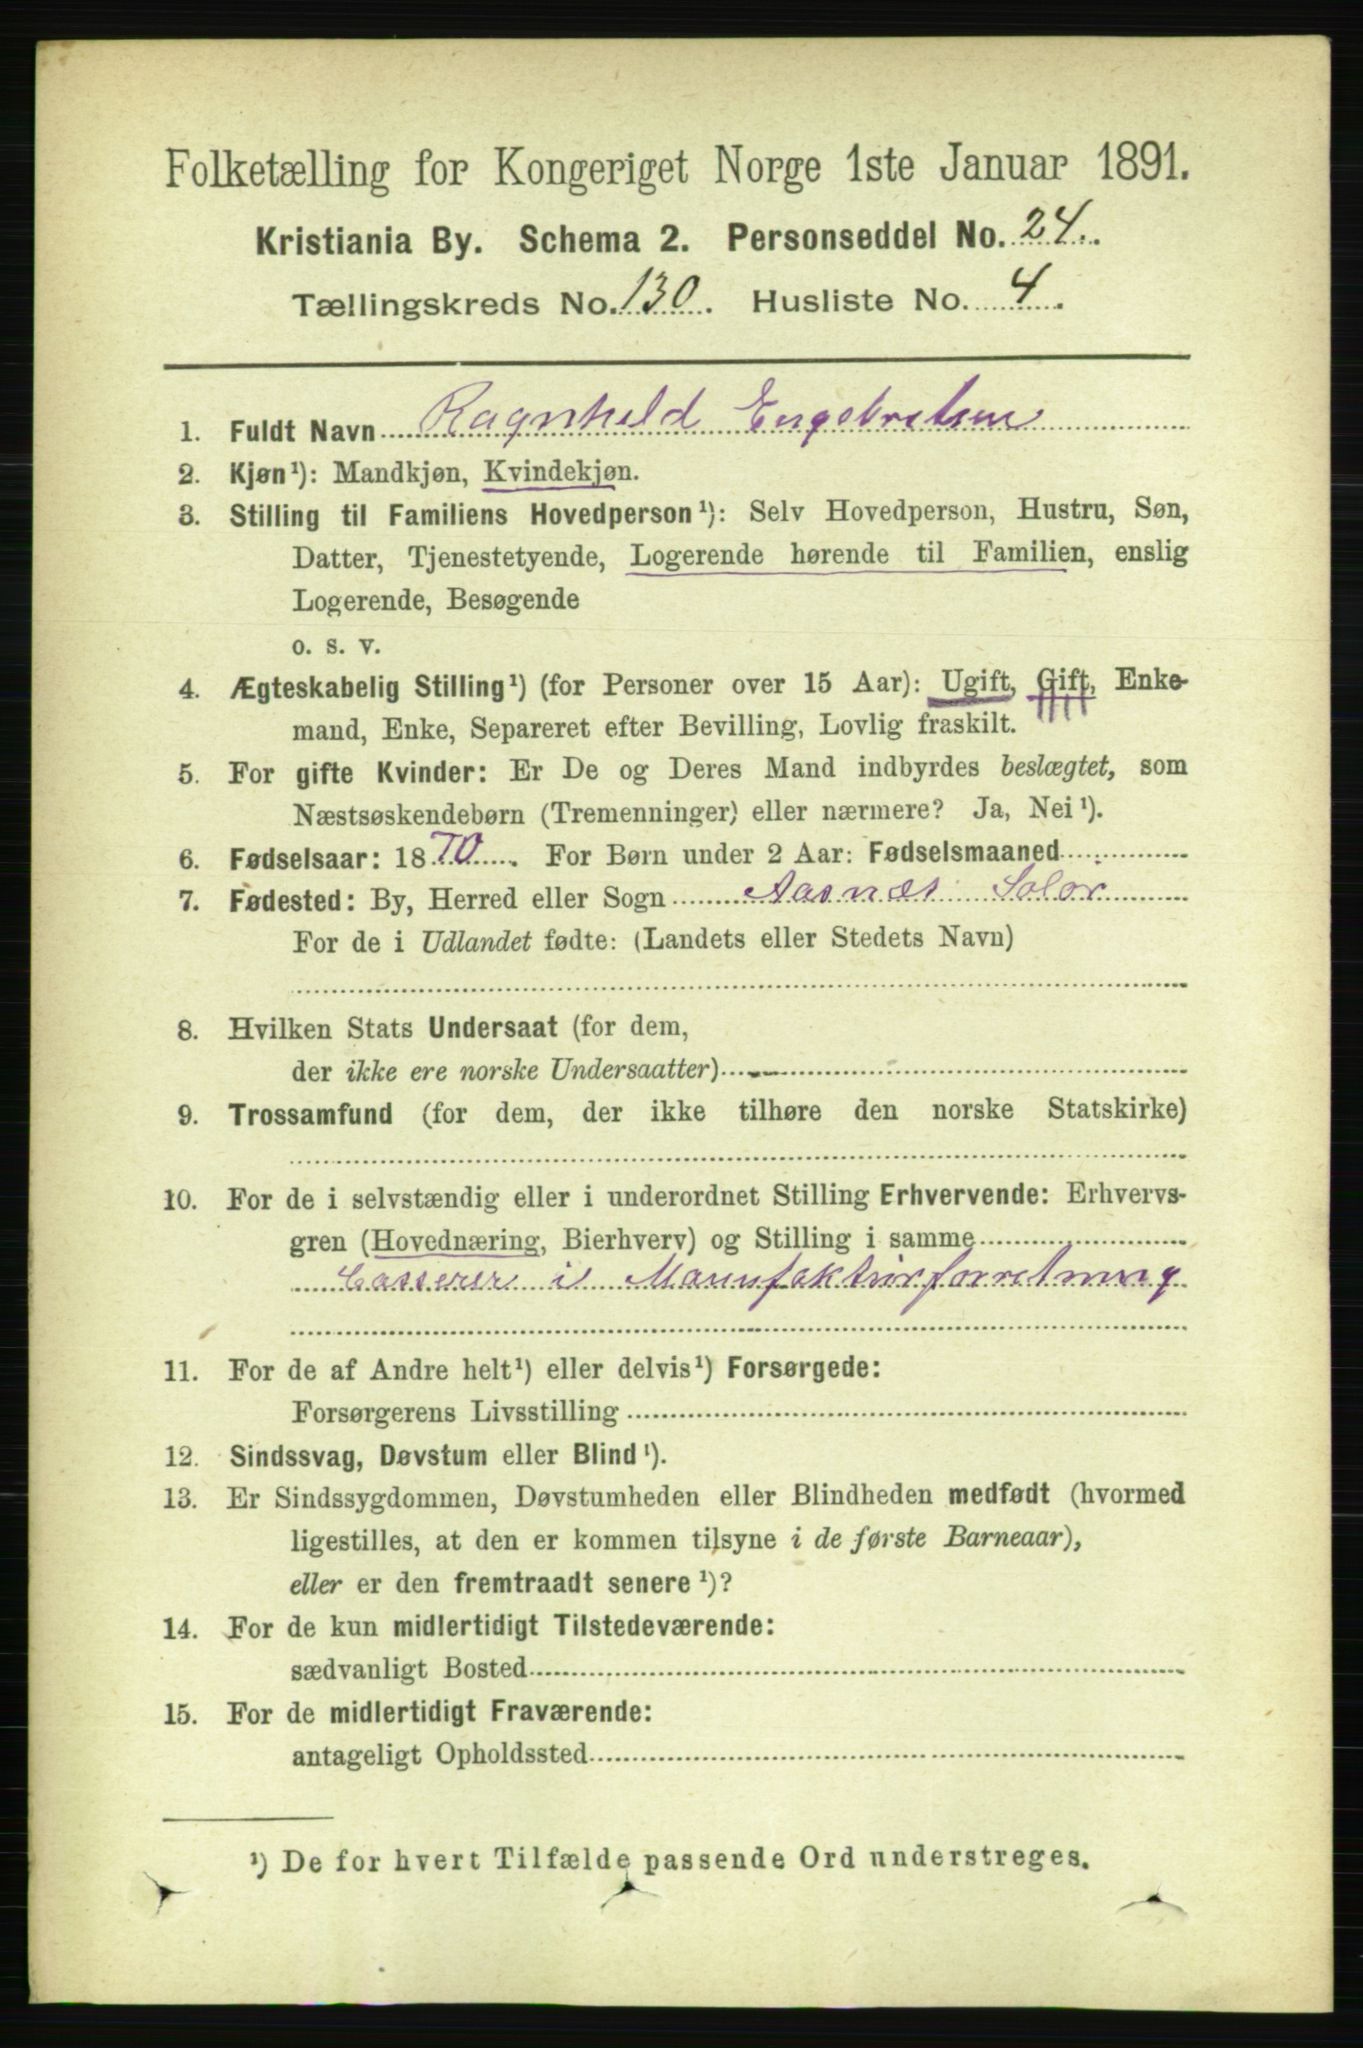 Folketælling for Kongeriget Norge 1ste Januar 1891.
Kristiania By. Schema 2. Personseddel No. 24.
Tællingskreds No. 130. Husliste No. 4.
1. Fuldt Navn Ragnhild Engebretsen
2. Kjøn¹): Mandkjøn, Kvindekjøn.
3. Stilling til Familiens Hovedperson¹): Selv Hovedperson, Hustru, Søn,
Datter, Tjenestetyende, Logerende hørende til Familien, enslig
Logerende, Besøgende
o. s. v.
4. Ægteskabelig Stilling¹) (for Personer over 15 Aar): Ugift, Gift, Enke-
mand, Enke, Separeret efter Bevilling, Lovlig fraskilt.
5. For gifte Kvinder: Er De og Deres Mand indbyrdes beslægtet, som
Næstsøskendebørn (Tremenninger) eller nærmere? Ja, Nei¹).
6. Fødselsaar: 1870. For Børn under 2 Aar: Fødselsmaaned
7. Fødested: By, Herred eller Sogn Aasnæs Solør
For de i Udlandet fødte: (Landets eller Stedets Navn)
8. Hvilken Stats Undersaat (for dem,
der ikke ere norske Undersaatter)
9. Trossamfund (for dem, der ikke tilhøre den norske Statskirke)
10. For de i selvstændig eller i underordnet Stilling Erhvervende: Erhvervs-
gren (Hovednæring, Bierhverv) og Stilling i samme
Casserer i Manufakturforretning
11. For de af Andre helt¹) eller delvis¹) Forsørgede:
Forsørgerens Livsstilling
12. Sindssvag, Døvstum eller Blind¹).
13. Er Sindssygdommen, Døvstumheden eller Blindheden medfødt (hvormed
ligestilles, at den er kommen tilsyne i de første Barneaar),
eller er den fremtraadt senere¹)?
14. For de kun midlertidigt Tilstedeværende:
sædvanligt Bosted
15. For de midlertidigt Fraværende:
antageligt Opholdssted
¹) De for hvert Tilfælde passende Ord understreges.